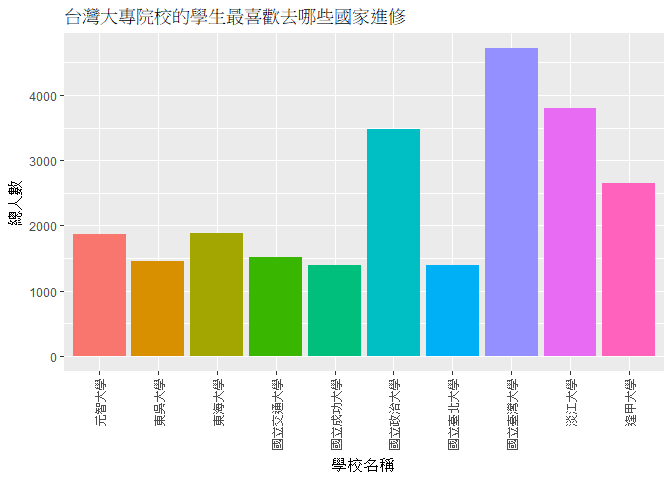 台灣大專院校的學生最喜歡去哪些國家進修
總人數
4000
3000
2000
1000
0
元智大學
東吳大學
東海大學
國立交通大學
國立成功大學
國立政治大學
國立臺北大學
國立臺灣大學
淡江大學
逢甲大學
學校名稱